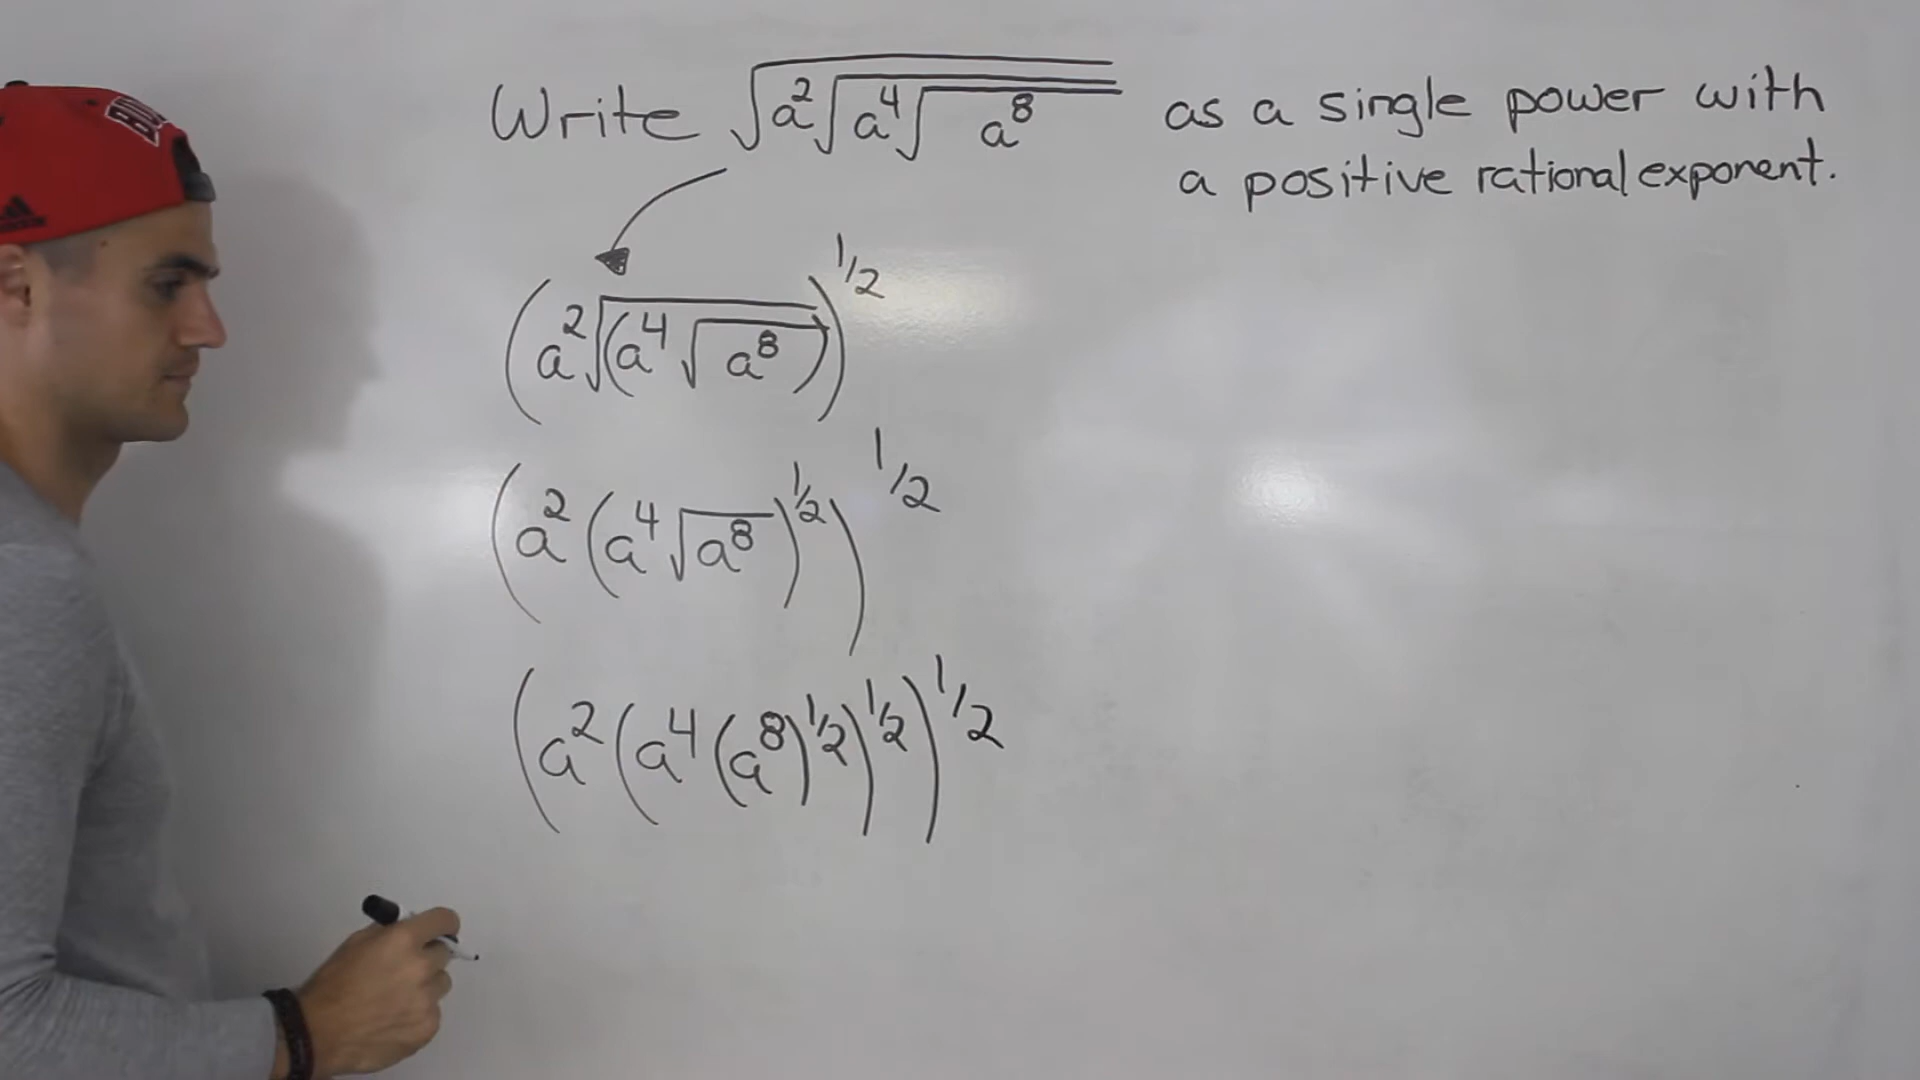 Write √(a²√(a⁴√(a⁸))) as a single power with
a positive rational exponent.
(a²√((a⁴√(a⁸))))^1/2
(a²(a⁴√(a⁸))^1/2)^1/2
(a²(a⁴(a⁸)^1/2)^1/2)^1/2